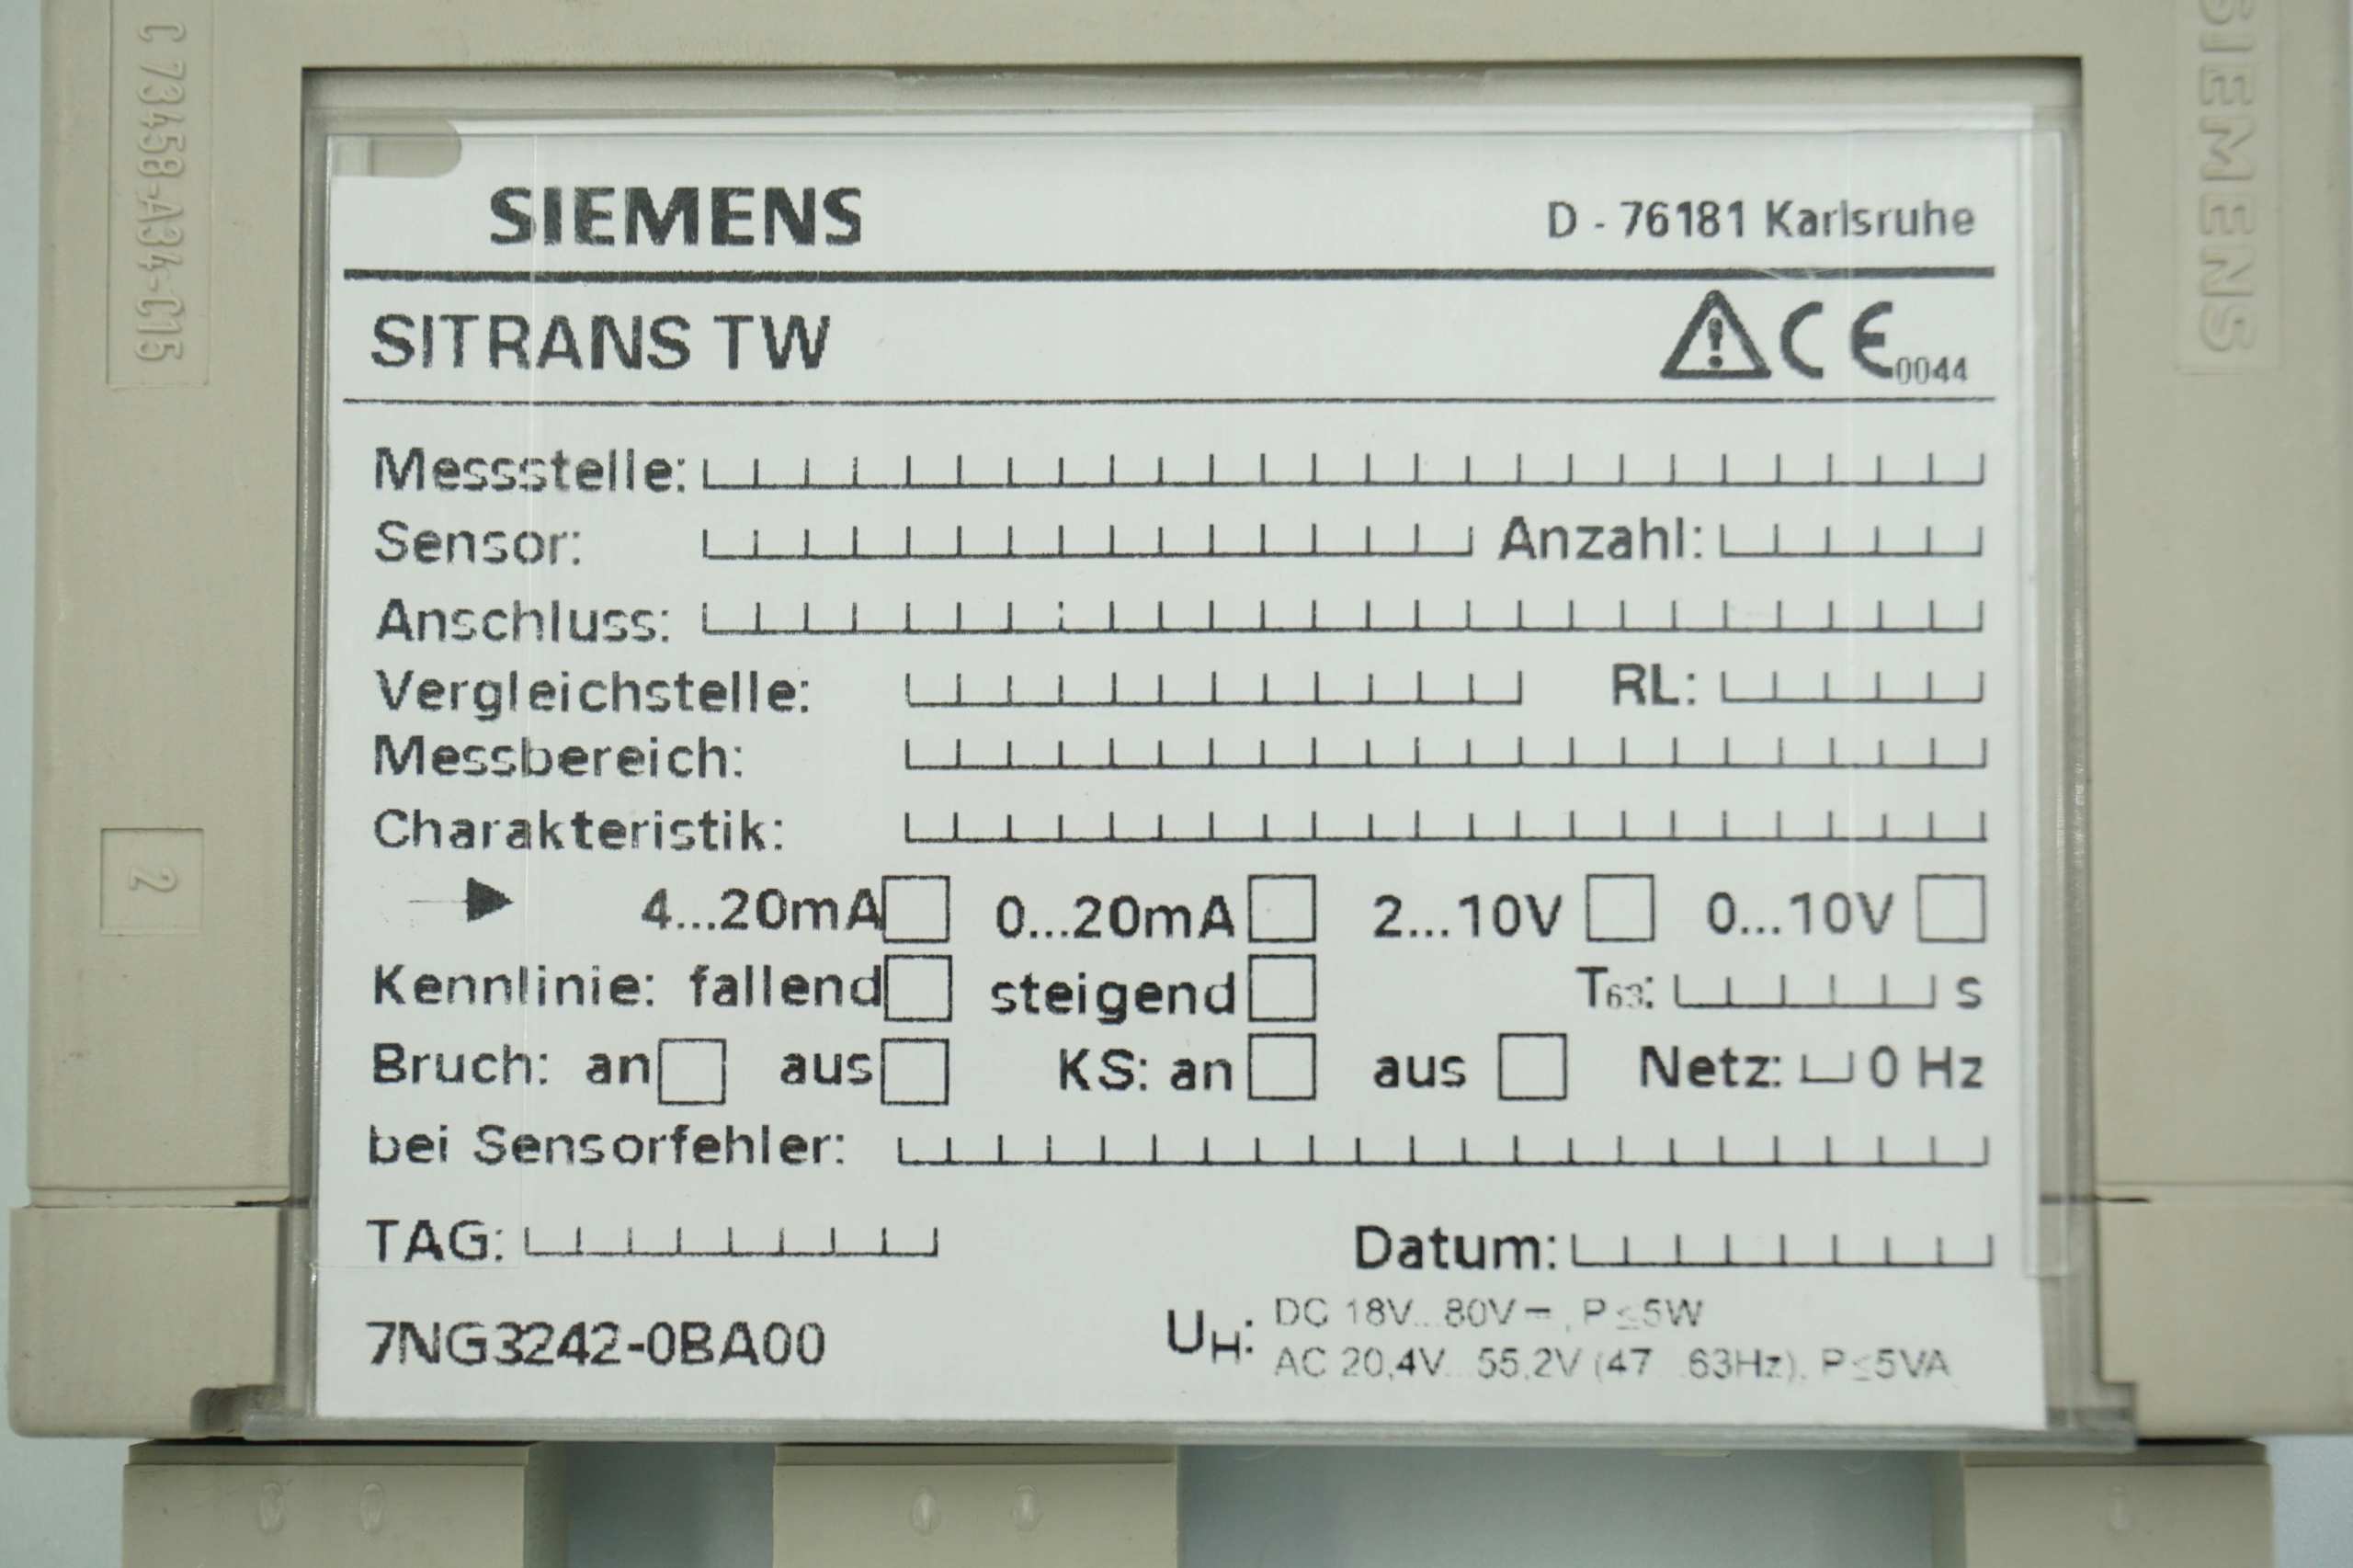 C 73458-A34-C15
SIEMENS
SIEMENS D - 76181 Karlsruhe
SITRANS TW CE 0044
Messstelle:
Sensor: Anzahl:
Anschluss:
Vergleichstelle: RL:
Messbereich:
Charakteristik:
4...20mA 0...20mA 2...10V 0...10V
Kennlinie: fallend steigend T63: s
2
Bruch: an aus KS: an aus Netz: 0 Hz
bei Sensorfehler:
TAG: Datum:
7NG3242-0BA00 UH: DC 18V...80V=, P≤5W
AC 20,4V...55,2V (47...63Hz), P≤5VA